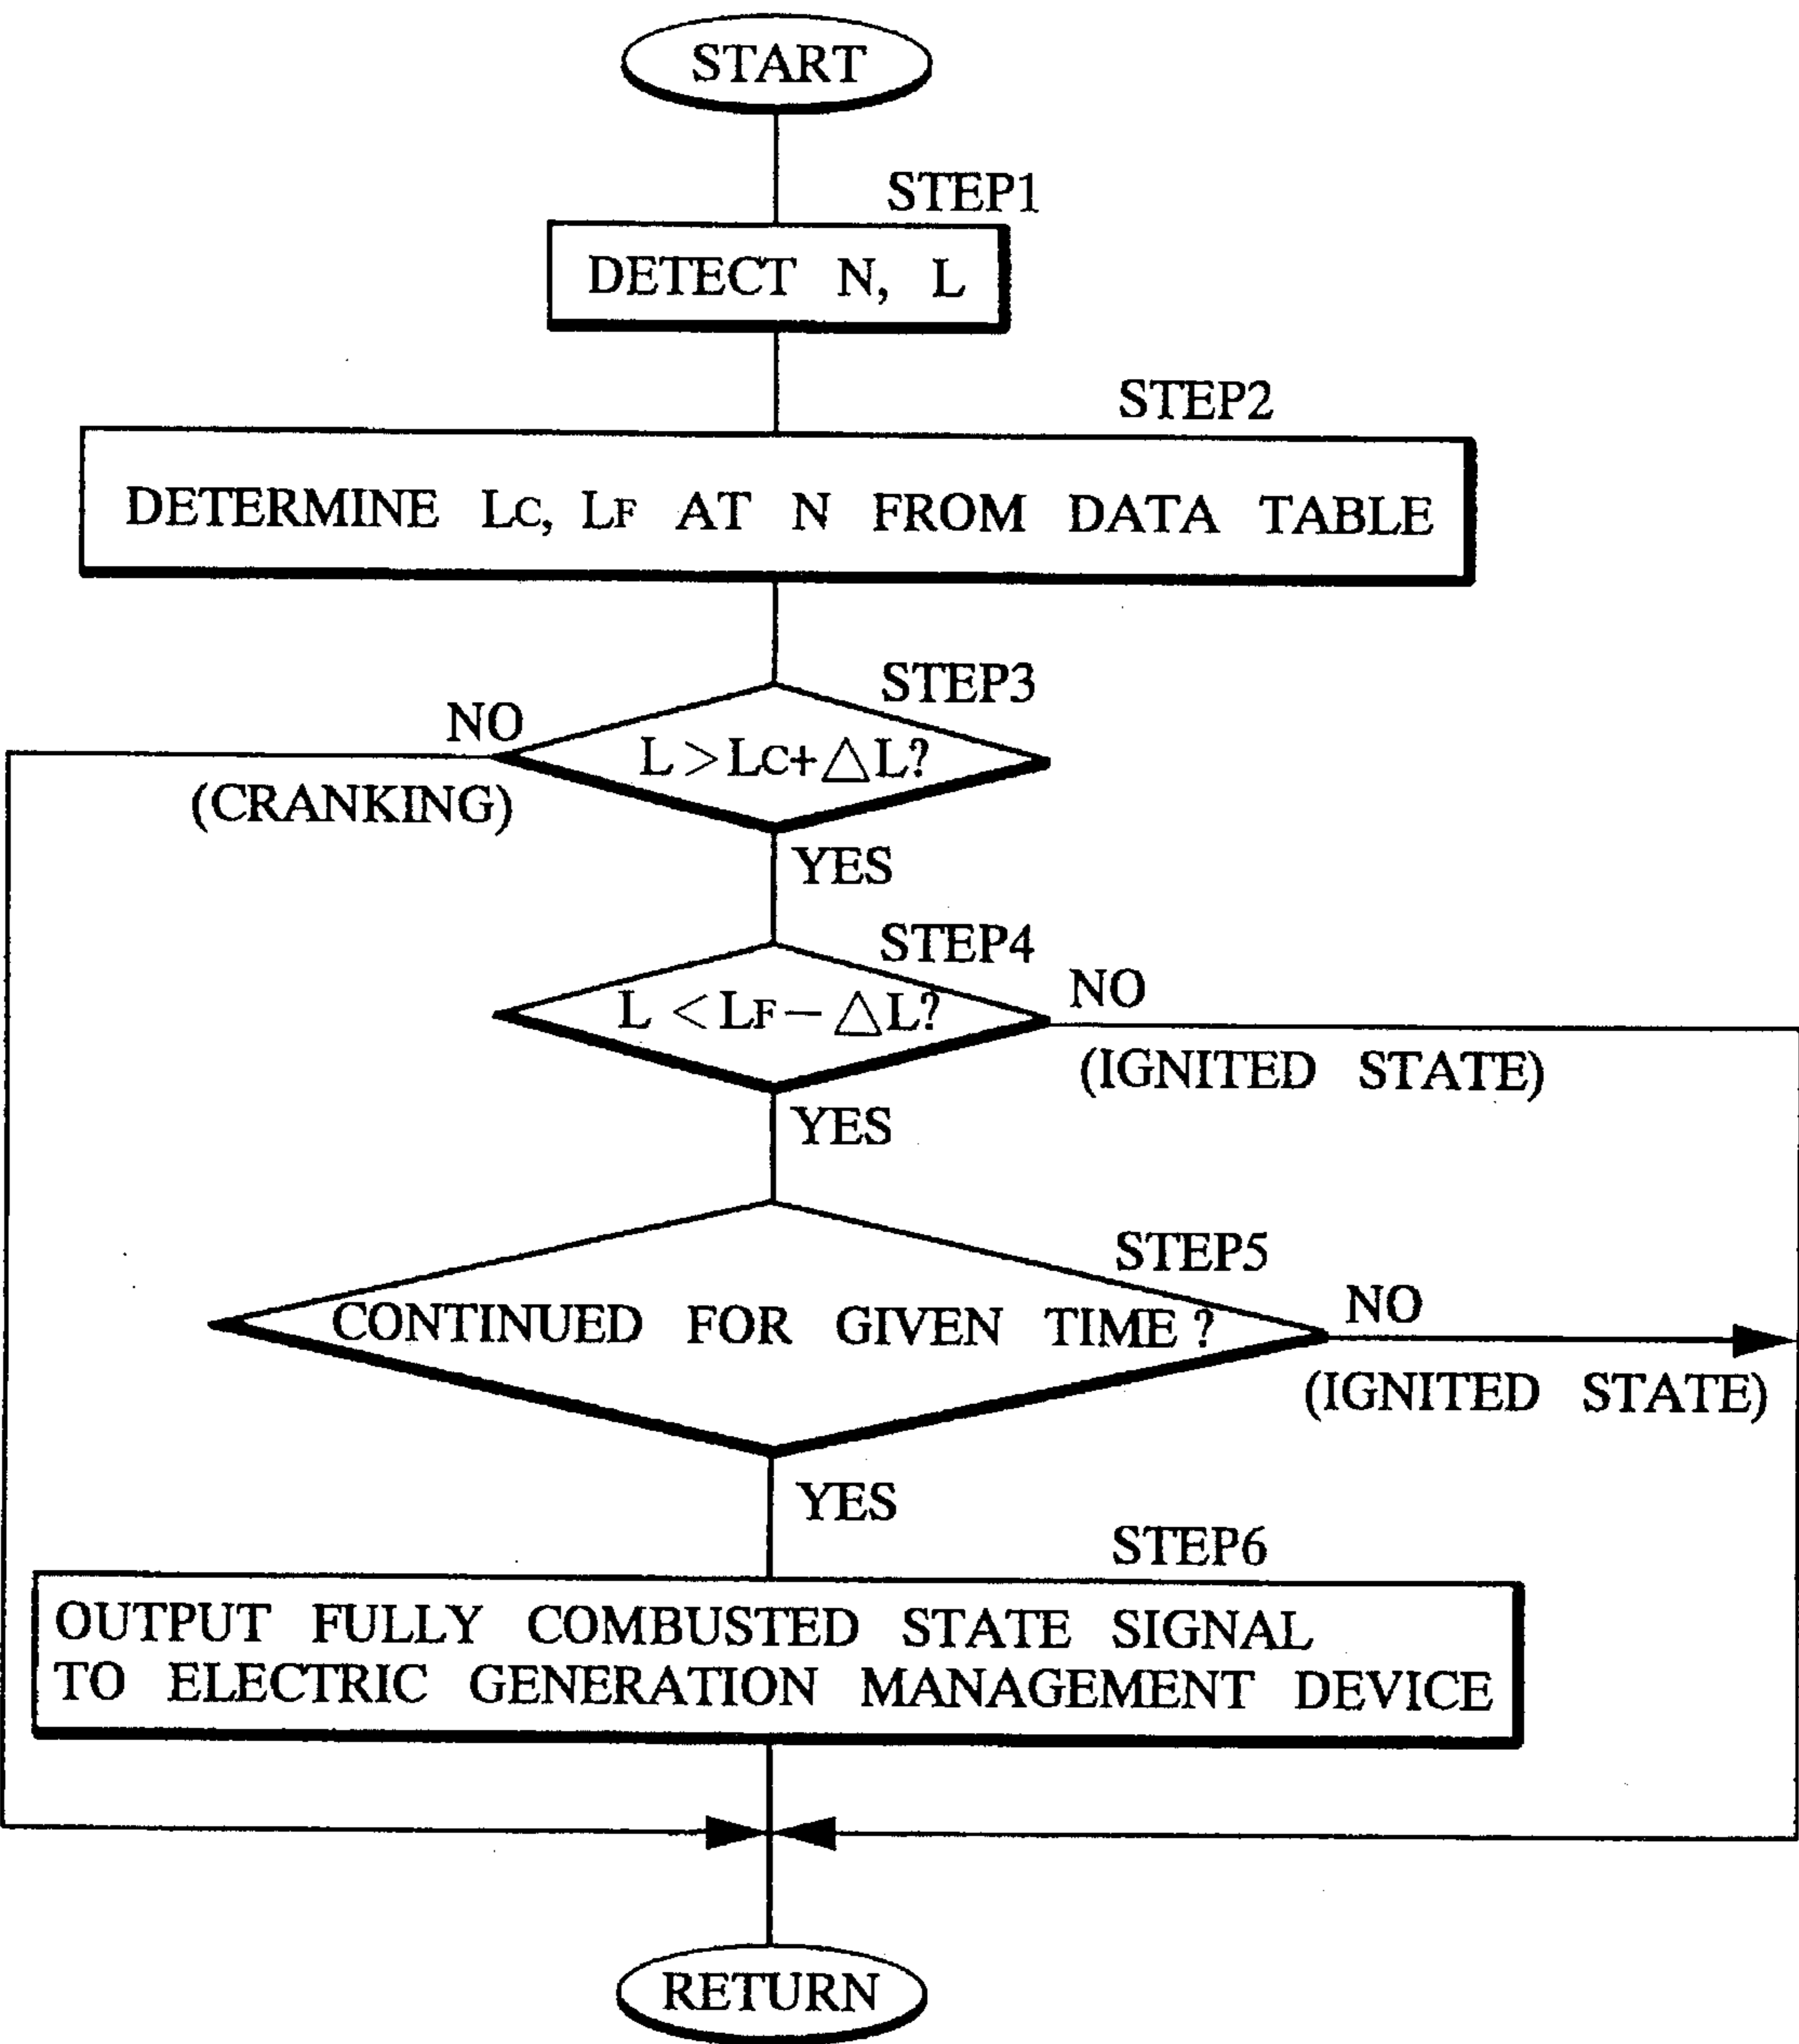 START
STEP1
DETECT N, L
STEP2
DETERMINE LC, LF AT N FROM DATA TABLE
STEP3
NO
L > LC+△L?
(CRANKING)
YES
STEP4
NO
L < LF− △L?
(IGNITED STATE)
YES
STEP5
NO
CONTINUED FOR GIVEN TIME ?
(IGNITED STATE)
YES
STEP6
OUTPUT FULLY COMBUSTED STATE SIGNAL
TO ELECTRIC GENERATION MANAGEMENT DEVICE
RETURN